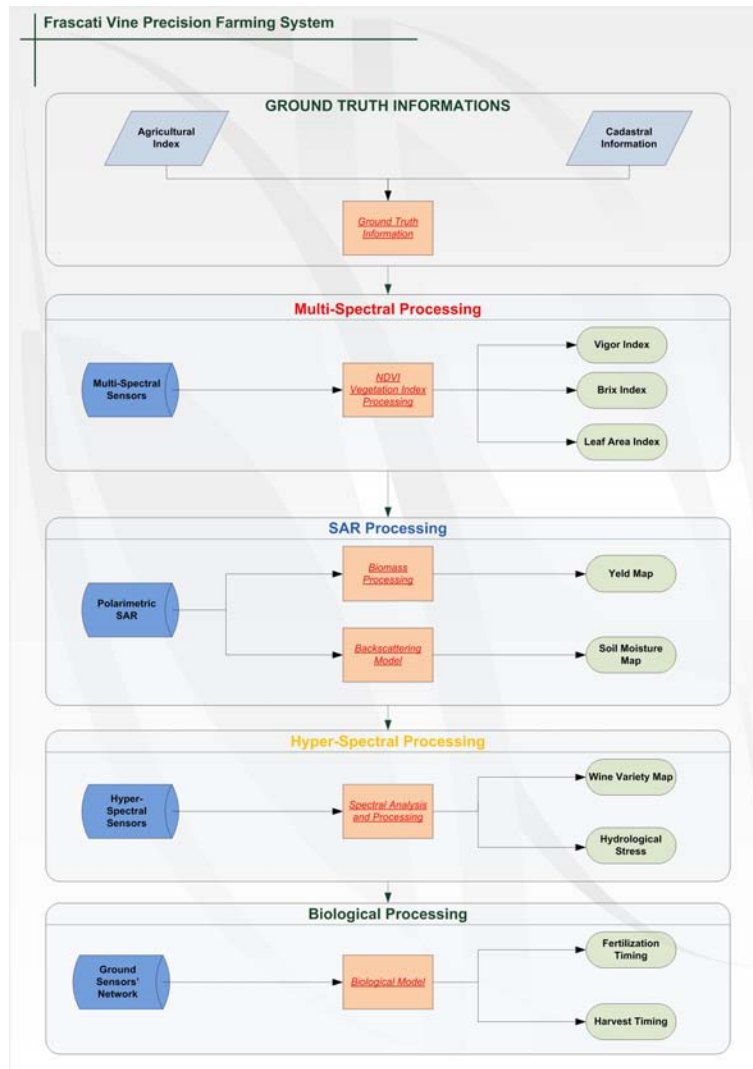 Frascati Vine Precision Farming System
GROUND TRUTH INFORMATIONS
Agricultural
Index
Cadastral
Information
Ground Truth
Information
Multi-Spectral Processing
Multi-Spectral
Sensors
NDVI
Vegetation Index
Processing
Vigor Index
Brix Index
Leaf Area Index
SAR Processing
Polarimetric
SAR
Biomass
Processing
Yeld Map
Backscattering
Model
Soil Moisture
Map
Hyper-Spectral Processing
Hyper-
Spectral
Sensors
Spectral Analysis
and Processing
Wine Variety Map
Hydrological
Stress
Biological Processing
Ground
Sensors'
Network
Biological Model
Fertilization
Timing
Harvest Timing